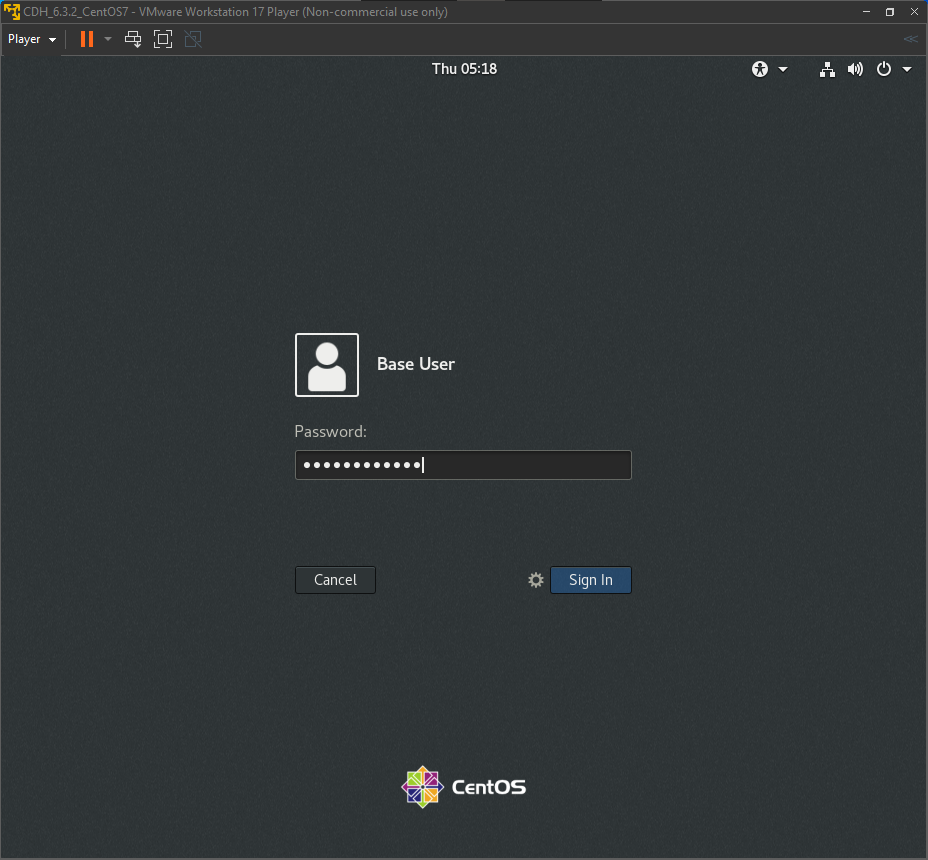 CDH_6.3.2_CentOS7 - VMware Workstation 17 Player (Non-commercial use only)
Player
Thu 05:18
Base User
Password:
Cancel
Sign In
CentOS